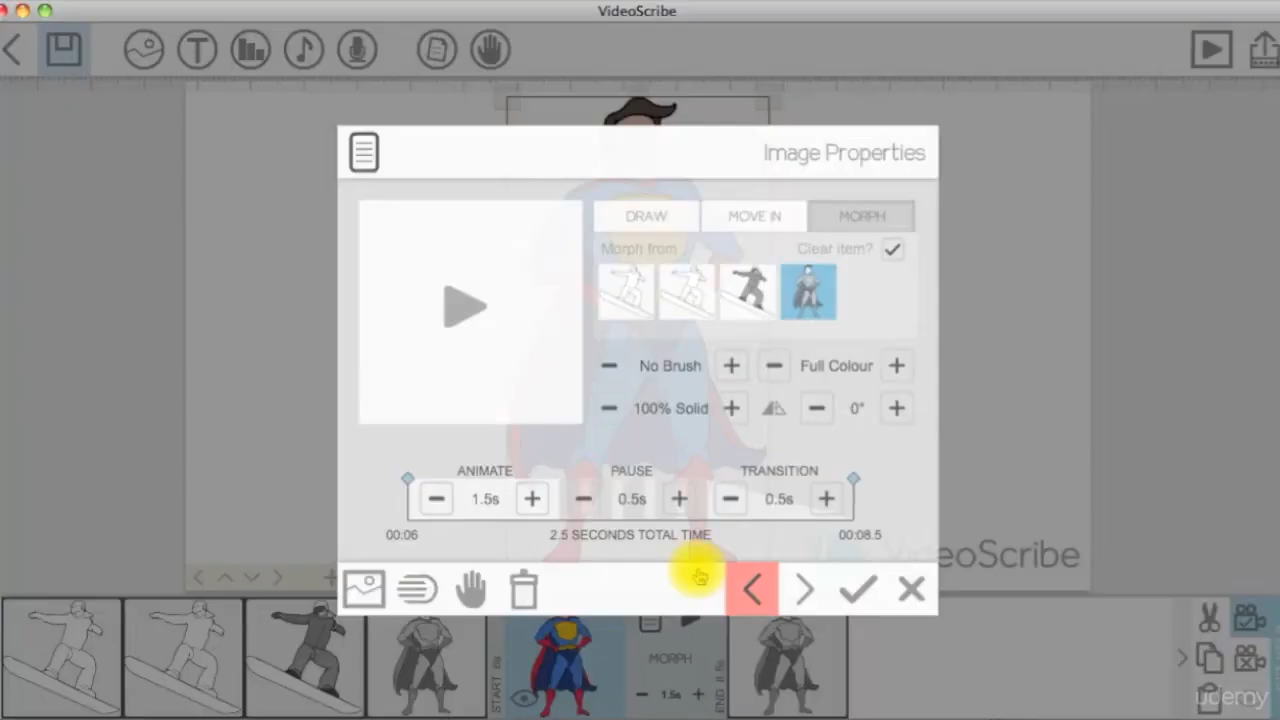 VideoScribe
Image Properties
DRAW MOVE IN MORPH
Morph from Clear item?
No Brush Full Colour
100% Solid 0°
ANIMATE PAUSE TRANSITION
1.5s 0.5s 0.5s
00:06 2.5 SECONDS TOTAL TIME 00:08.5
VideoScribe
MORPH
1.5s
START 6s
udemy